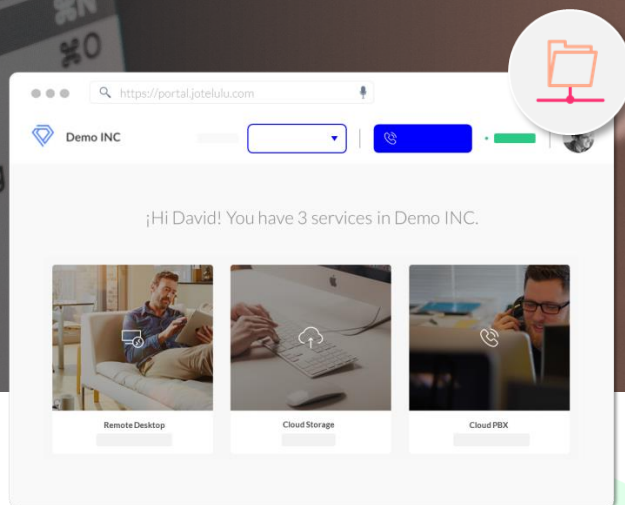 ⌘N
⌘O
https://portal.jotelulu.com
Demo INC
¡Hi David! You have 3 services in Demo INC.
Remote Desktop
Cloud Storage
Cloud PBX